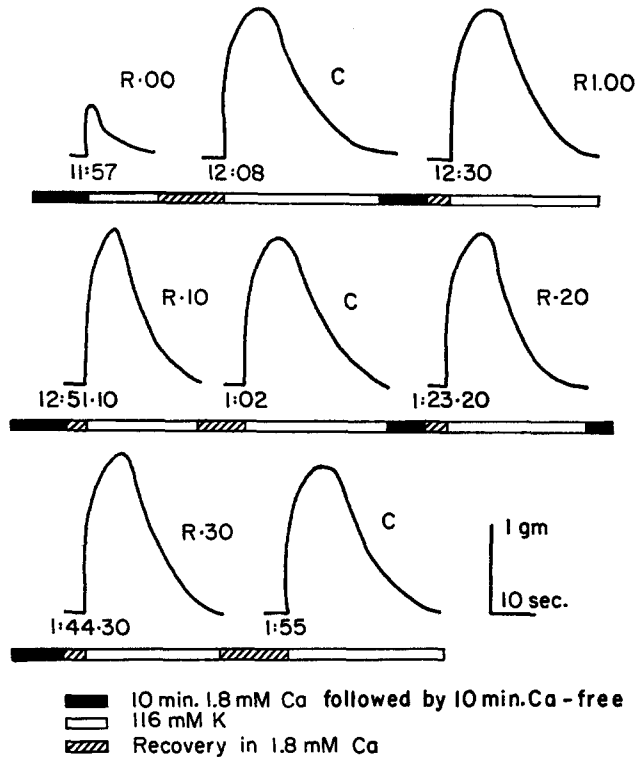 R·00
C
R1.00
11:57
12:08
12:30
R·10
C
R·20
12:51·10
1:02
1:23·20
R·30
C
1 gm
10 sec.
1:44·30
1:55
10 min. 1.8 mM Ca followed by 10 min. Ca-free
116 mM K
Recovery in 1.8 mM Ca